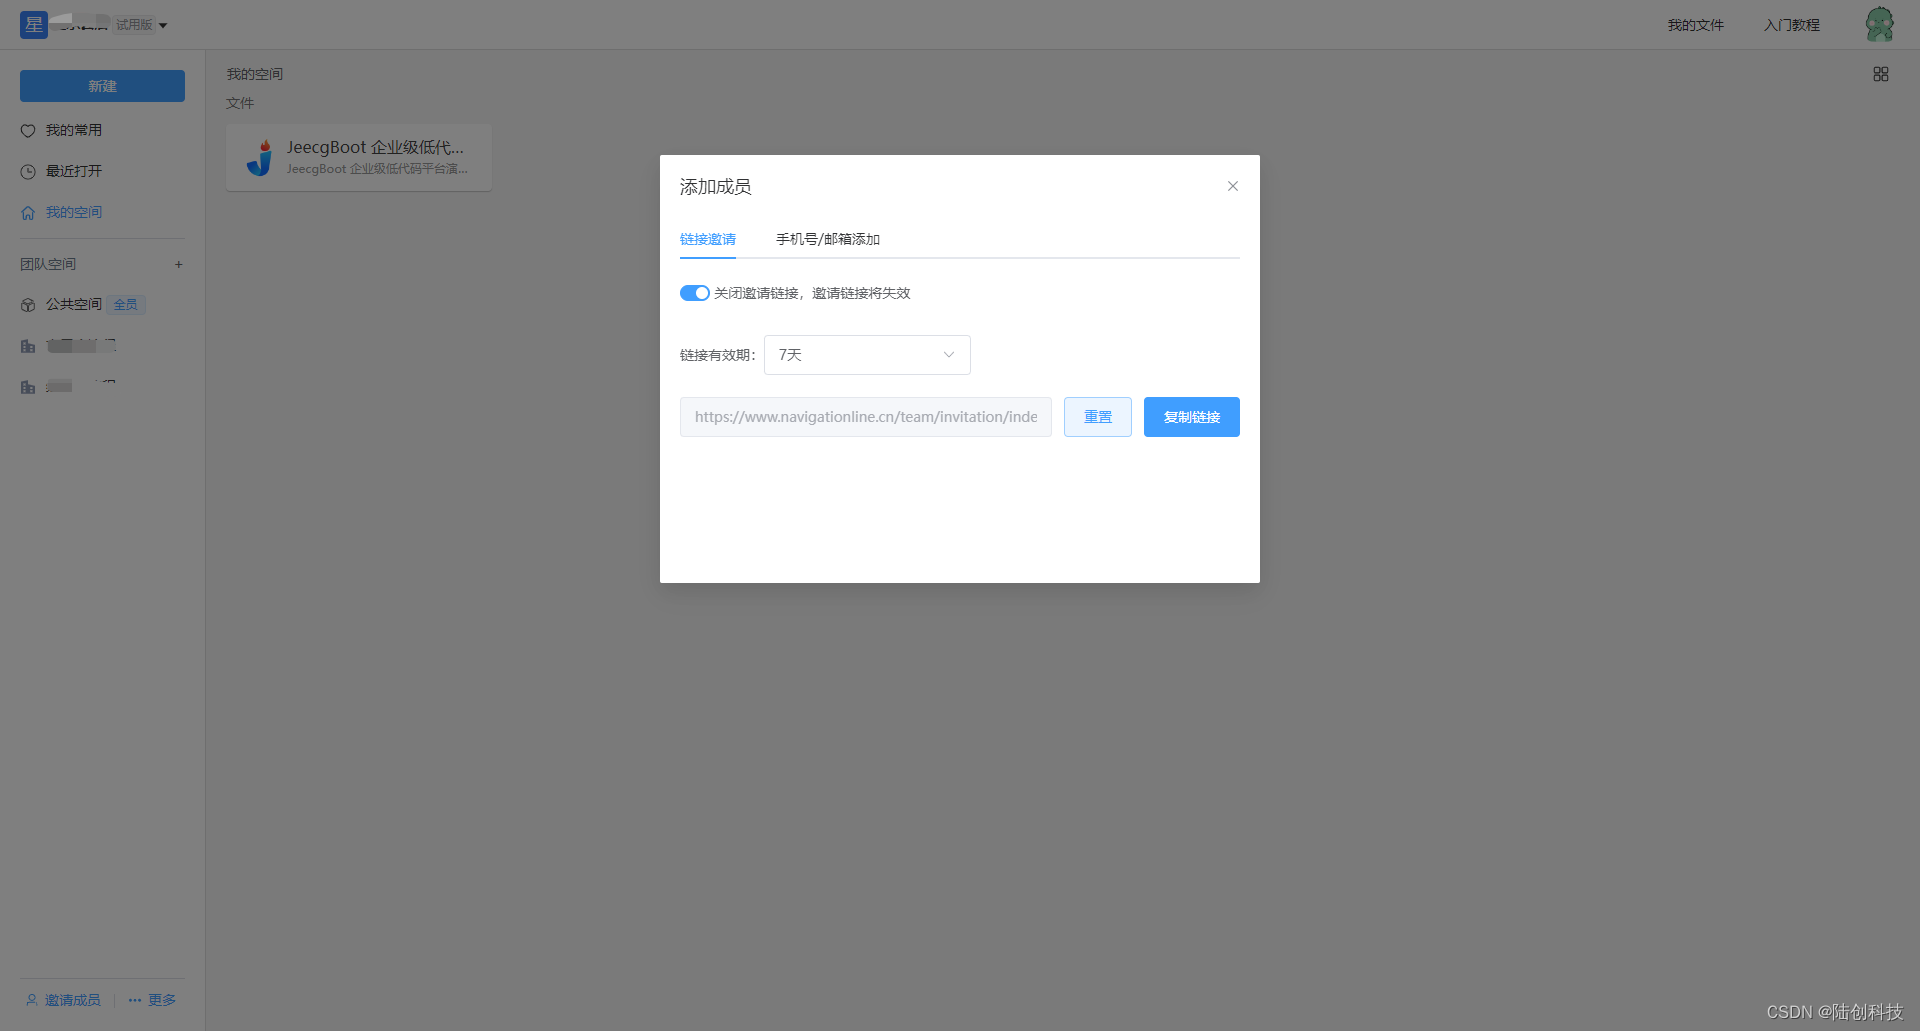 星
试用版
我的文件
入门教程
新建
我的空间
文件
我的常用
JeecgBoot 企业级低代...
JeecgBoot 企业级低代码平台演...
最近打开
我的空间
团队空间 +
公共空间 全员
添加成员
链接邀请
手机号/邮箱添加
关闭邀请链接，邀请链接将失效
链接有效期：
7天
https://www.navigationline.cn/team/invitation/inde
重置
复制链接
邀请成员
更多
CSDN @陆创科技